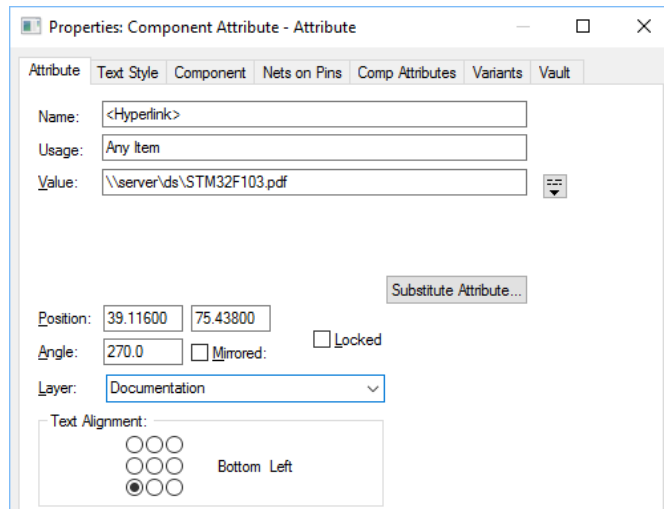 Properties: Component Attribute - Attribute
Attribute Text Style Component Nets on Pins Comp Attributes Variants Vault
Name: <Hyperlink>
Usage: Any Item
Value: \\server\ds\STM32F103.pdf
Substitute Attribute...
Position: 39.11600 75.43800
Locked
Angle: 270.0 Mirrored:
Layer: Documentation
Text Alignment:
Bottom Left